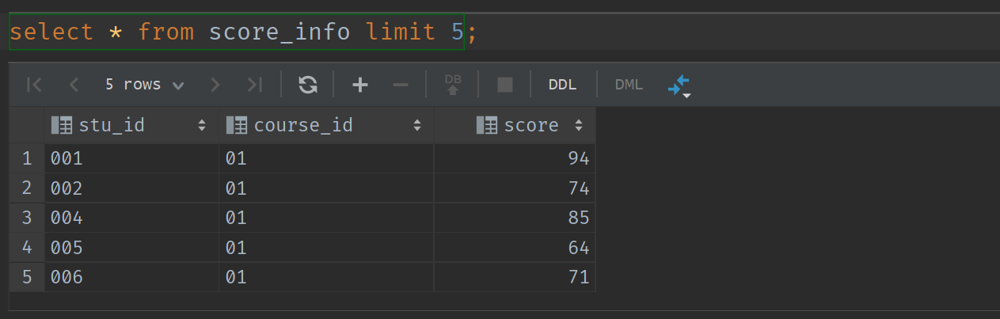 select * from score_info limit 5;
5 rows DB DDL DML
stu_id course_id score
1 001 01 94
2 002 01 74
3 004 01 85
4 005 01 64
5 006 01 71